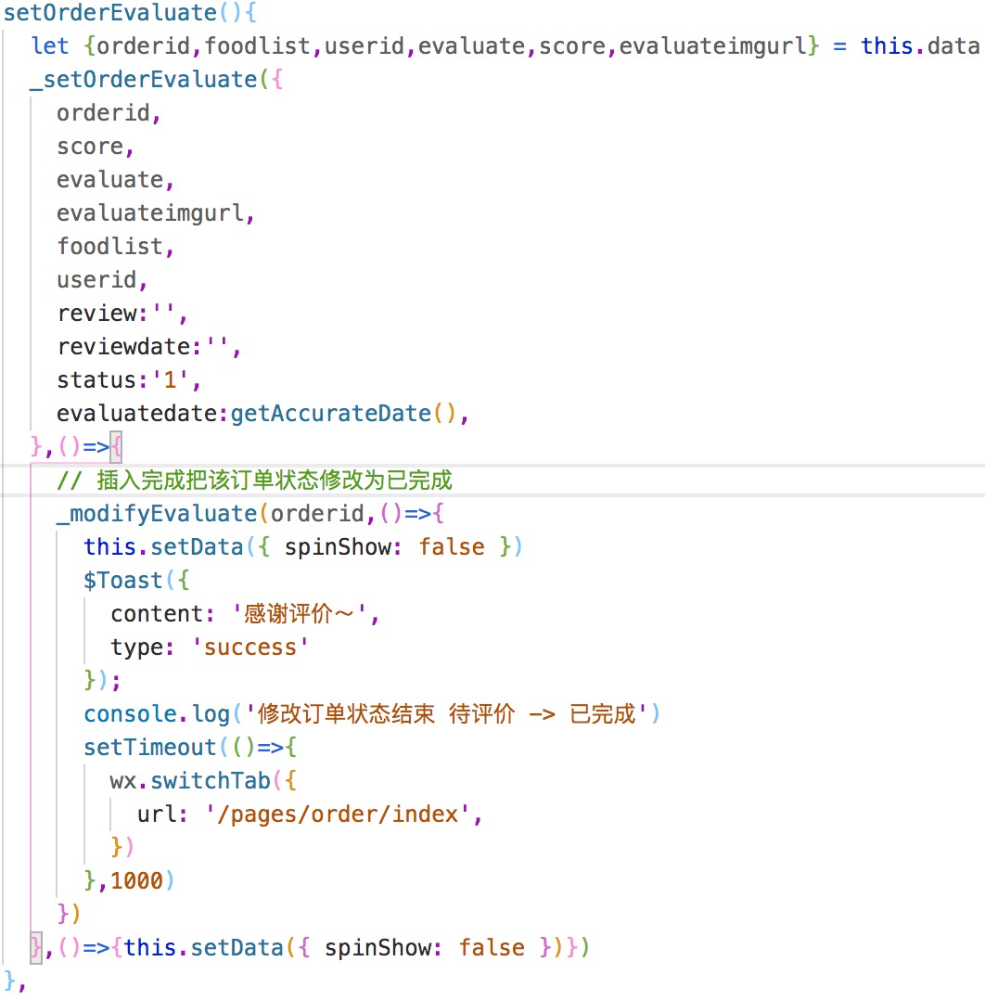 setOrderEvaluate(){
let {orderid,foodlist,userid,evaluate,score,evaluateimgurl} = this.data
_setOrderEvaluate({
orderid,
score,
evaluate,
evaluateimgurl,
foodlist,
userid,
review:'',
reviewdate:'',
status:'1',
evaluatedate:getAccurateDate(),
},()=>{
// 插入完成把该订单状态修改为已完成
_modifyEvaluate(orderid,()=>{
this.setData({ spinShow: false })
$Toast({
content: '感谢评价～',
type: 'success'
});
console.log('修改订单状态结束 待评价 —> 已完成')
setTimeout(()=>{
wx.switchTab({
url: '/pages/order/index',
})
},1000)
})
},()=>{this.setData({ spinShow: false })})
},